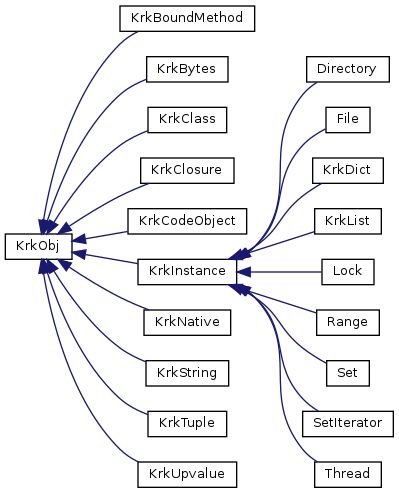 KrkBoundMethod
KrkBytes
Directory
KrkClass
File
KrkClosure
KrkDict
KrkCodeObject
KrkList
KrkObj
KrkInstance
Lock
KrkNative
Range
KrkString
Set
KrkTuple
SetIterator
KrkUpvalue
Thread